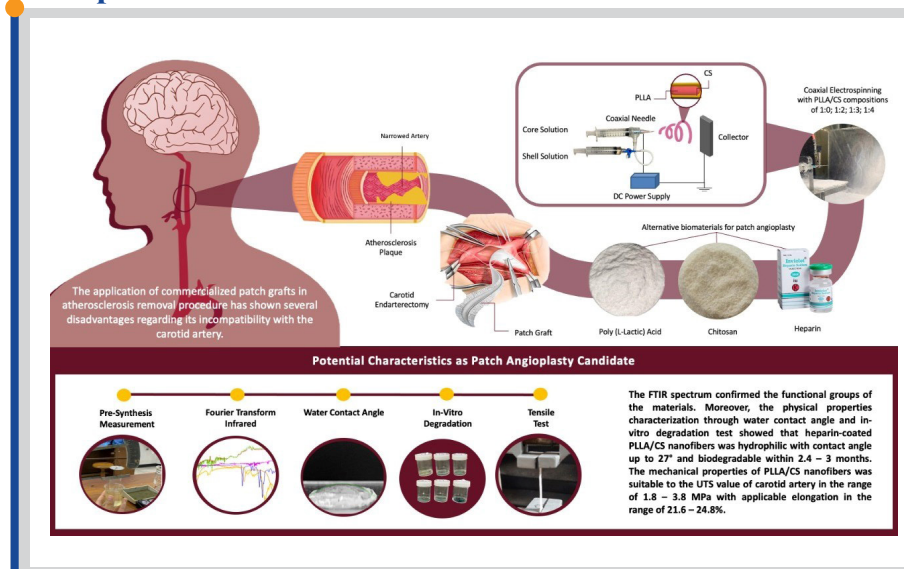 CS
PLLA
Coaxial Needle
Core Solution
Collector
Shell Solution
DC Power Supply
Coaxial Electrospinning
with PLLA/CS compositions
of 1:0; 1:2; 1:3; 1:4
Narrowed Artery
Atherosclerosis
Plaque
Alternative biomaterials for patch angioplasty
Carotid
Endarterectomy
Patch Graft
Poly (L-Lactic) Acid
Chitosan
Heparin
The application of commercialized patch grafts in
atherosclerosis removal procedure has shown several
disadvantages regarding its incompatibility with the
carotid artery.
Potential Characteristics as Patch Angioplasty Candidate
Pre-Synthesis
Measurement
Fourier Transform
Infrared
Water Contact Angle
In-Vitro
Degradation
Tensile
Test
The FTIR spectrum confirmed the functional groups of
the materials. Moreover, the physical properties
characterization through water contact angle and in-
vitro degradation test showed that heparin-coated
PLLA/CS nanofibers was hydrophilic with contact angle
up to 27° and biodegradable within 2.4 – 3 months.
The mechanical properties of PLLA/CS nanofibers was
suitable to the UTS value of carotid artery in the range
of 1.8 – 3.8 MPa with applicable elongation in the
range of 21.6 – 24.8%.